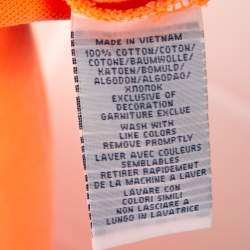 MADE IN VIETNAM
100% COTTON/COTON/
COTONE/BAUMWOLLE/
KATOEN/BOMULD/
ALGODON/ALGODAO/
ХЛОПОК
EXCLUSIVE OF
DECORATION
GARNITURE EXCLUE
WASH WITH
LIKE COLORS
REMOVE PROMPTLY
LAVER AVEC COULEURS
SEMBLABLES
RETIRER RAPIDEMENT
DE LA MACHINE A LAVER
LAVARE CON
COLORI SIMILI
NON LASCIARE A
LUNGO IN LAVATRICE